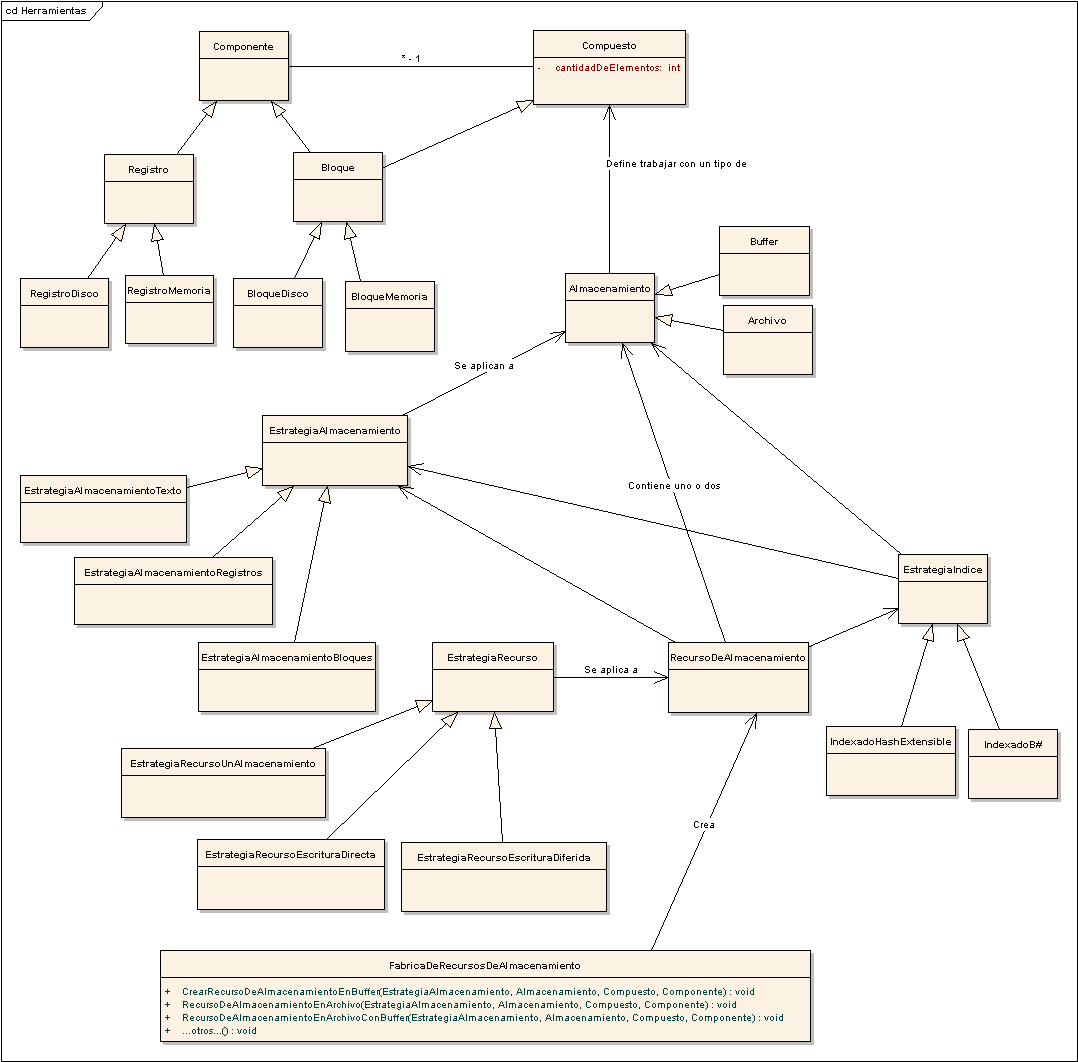 cd Herramientas
Componente
* - 1
Compuesto
- cantidadDeElementos: int
Define trabajar con un tipo de
Registro
Bloque
RegistroDisco
RegistroMemoria
BloqueDisco
BloqueMemoria
Almacenamiento
Buffer
Archivo
Se aplican a
EstrategiaAlmacenamiento
EstrategiaAlmacenamientoTexto
Contiene uno o dos
EstrategiaAlmacenamientoRegistros
EstrategiaIndice
EstrategiaAlmacenamientoBloques
EstrategiaRecurso
Se aplica a
RecursoDeAlmacenamiento
IndexadoHashExtensible
IndexadoB#
EstrategiaRecursoUnAlmacenamiento
Crea
EstrategiaRecursoEscrituraDirecta
EstrategiaRecursoEscrituraDiferida
FabricaDeRecursosDeAlmacenamiento
+ CrearRecursoDeAlmacenamientoEnBuffer(EstrategiaAlmacenamiento, Almacenamiento, Compuesto, Componente) : void
+ RecursoDeAlmacenamientoEnArchivo(EstrategiaAlmacenamiento, Almacenamiento, Compuesto, Componente) : void
+ RecursoDeAlmacenamientoEnArchivoConBuffer(EstrategiaAlmacenamiento, Almacenamiento, Compuesto, Componente) : void
+ ...otros...() : void